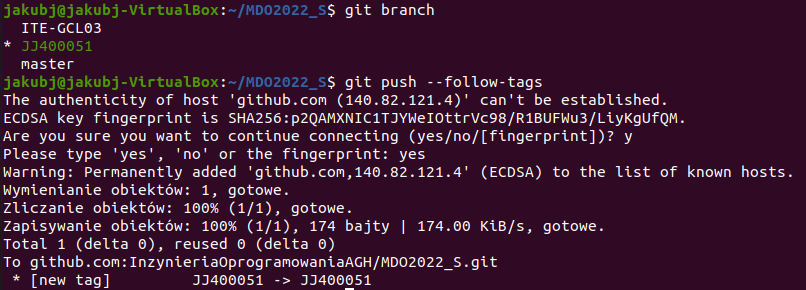 jakubj@jakubj-VirtualBox:~/MDO2022_S$ git branch
  ITE-GCL03
* JJ400051
  master
jakubj@jakubj-VirtualBox:~/MDO2022_S$ git push --follow-tags
The authenticity of host 'github.com (140.82.121.4)' can't be established.
ECDSA key fingerprint is SHA256:p2QAMXNIC1TJYWeIOttrVc98/R1BUFWu3/LiyKgUfQM.
Are you sure you want to continue connecting (yes/no/[fingerprint])? y
Please type 'yes', 'no' or the fingerprint: yes
Warning: Permanently added 'github.com,140.82.121.4' (ECDSA) to the list of known hosts.
Wymienianie obiektów: 1, gotowe.
Zliczanie obiektów: 100% (1/1), gotowe.
Zapisywanie obiektów: 100% (1/1), 174 bajty | 174.00 KiB/s, gotowe.
Total 1 (delta 0), reused 0 (delta 0)
To github.com:InzynieriaOprogramowaniaAGH/MDO2022_S.git
 * [new tag]         JJ400051 -> JJ400051